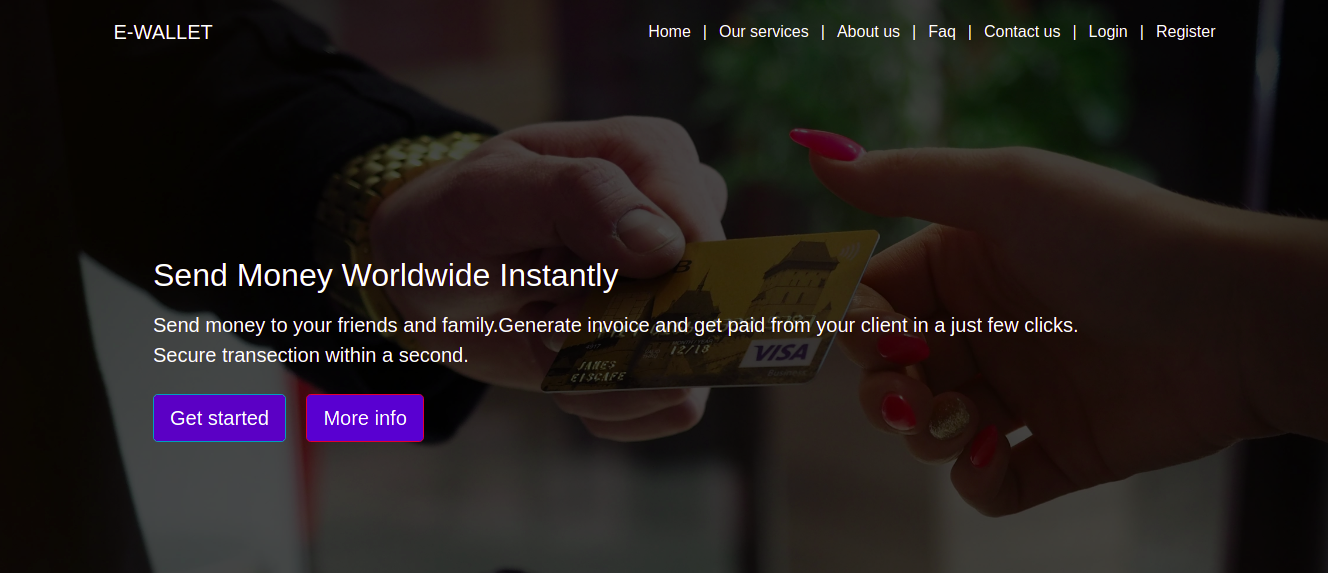 E-WALLET
Home | Our services | About us | Faq | Contact us | Login | Register
Send Money Worldwide Instantly
Send money to your friends and family.Generate invoice and get paid from your client in a just few clicks.
Secure transection within a second.
12/18
VISA
JAMES
EISCAFE
Get started
More info